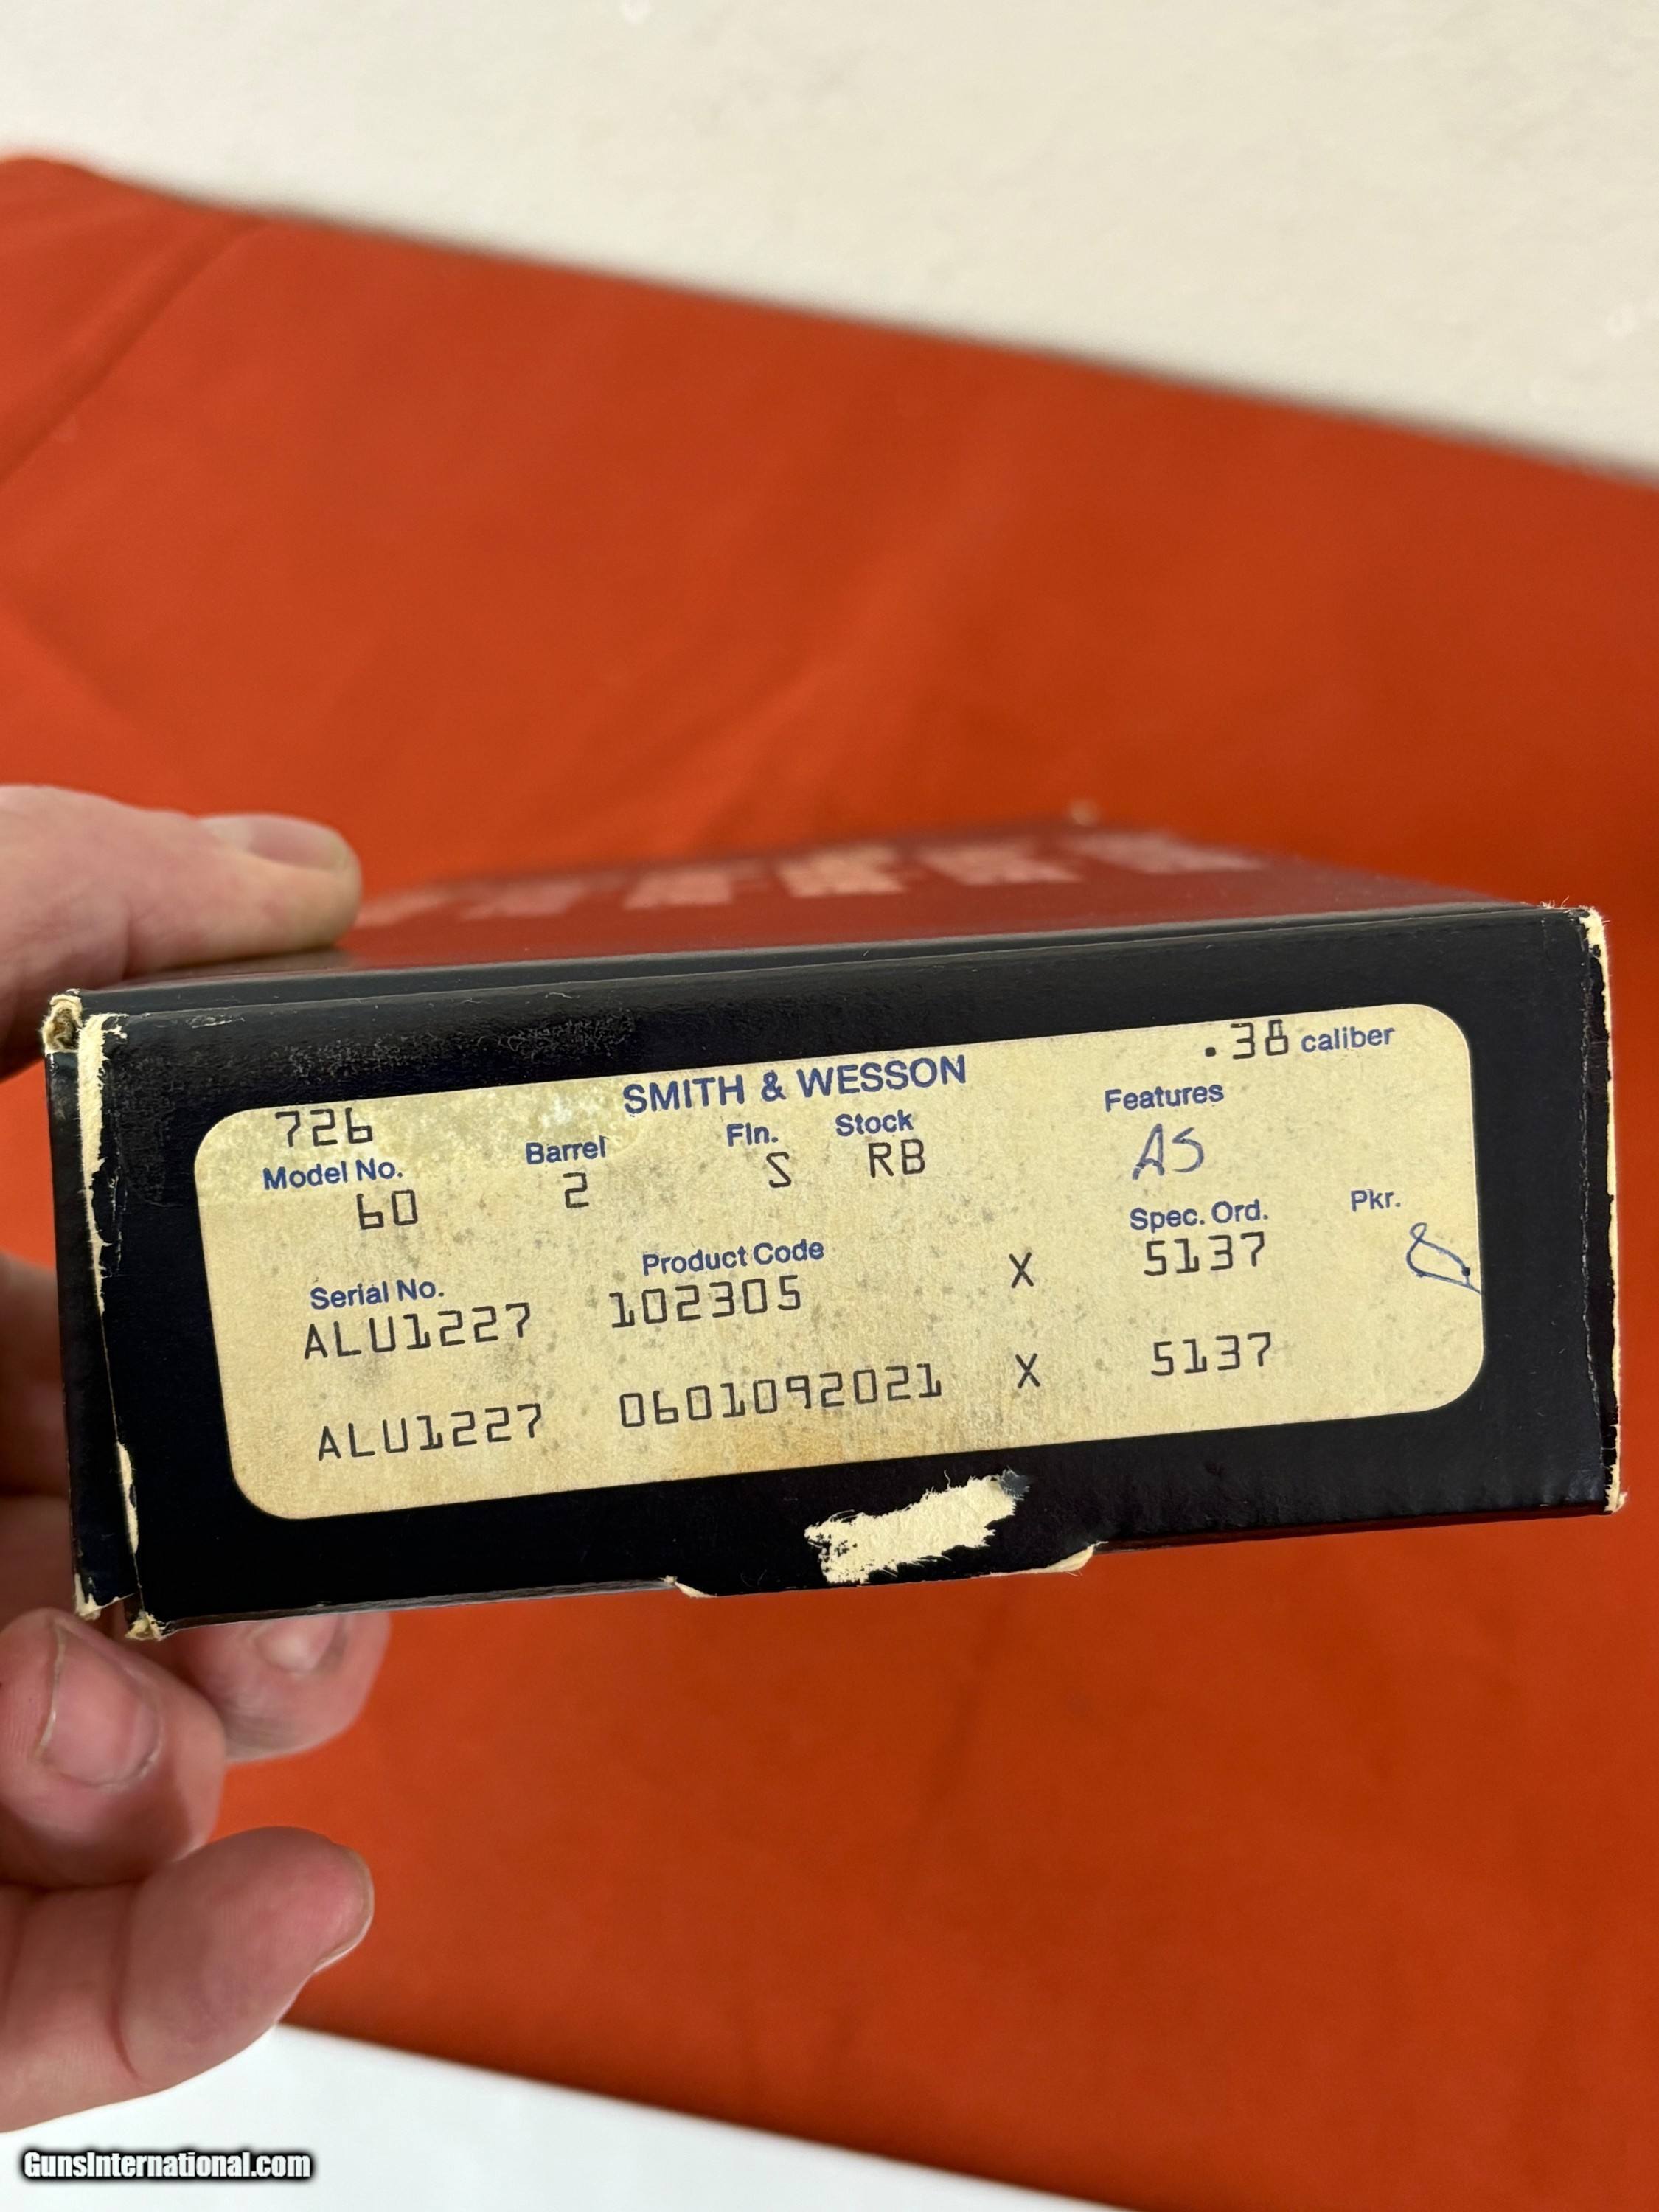 SMITH & WESSON .38 caliber
726 Barrel Fin. Stock Features
Model No. 2 S RB AS
60 Spec. Ord. Pkr.
Serial No. Product Code X 5137
ALU1227 102305
ALU1227 0601092021 X 5137
GunsInternational.com